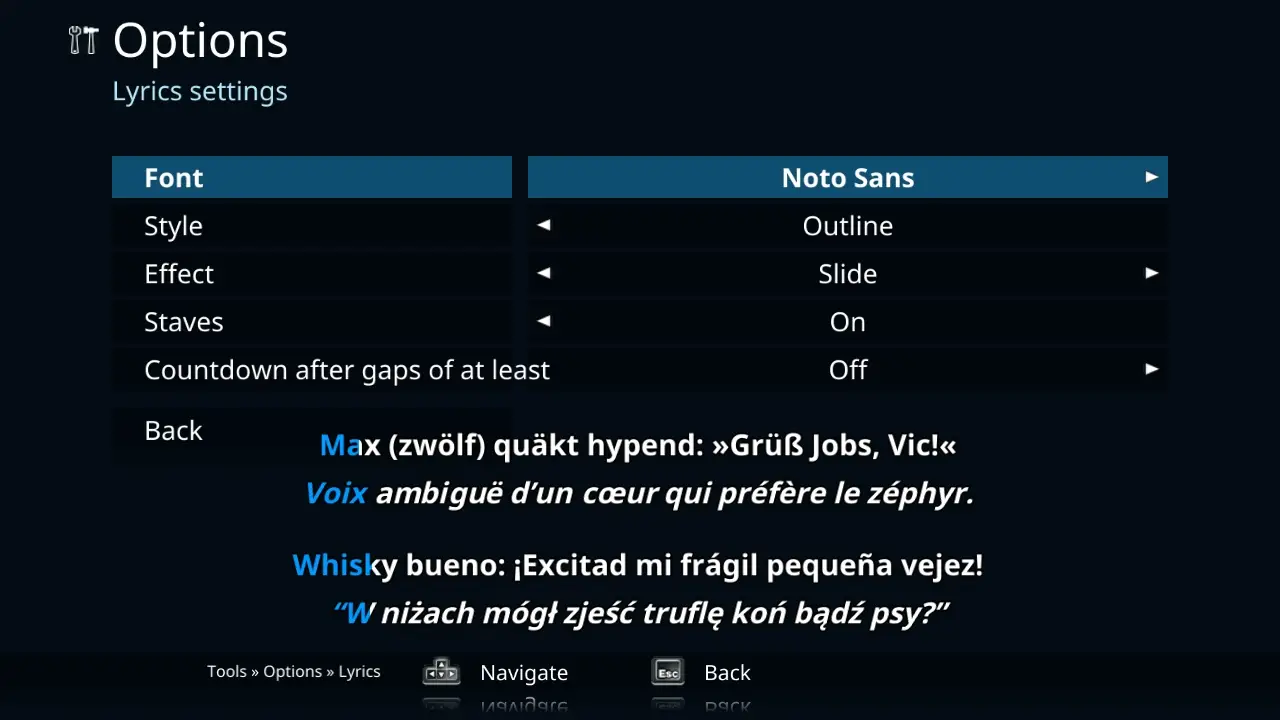 Options
Lyrics settings
Font Noto Sans
Style Outline
Effect Slide
Staves On
Countdown after gaps of at least Off
Back
Max (zwölf) quäkt hypend: »Grüß Jobs, Vic!«
Voix ambiguë d’un cœur qui préfère le zéphyr.
Whisky bueno: ¡Excitad mi frágil pequeña vejez!
“W niżach mógł zjeść truflę koń bądź psy?”
Tools » Options » Lyrics Navigate Esc Back